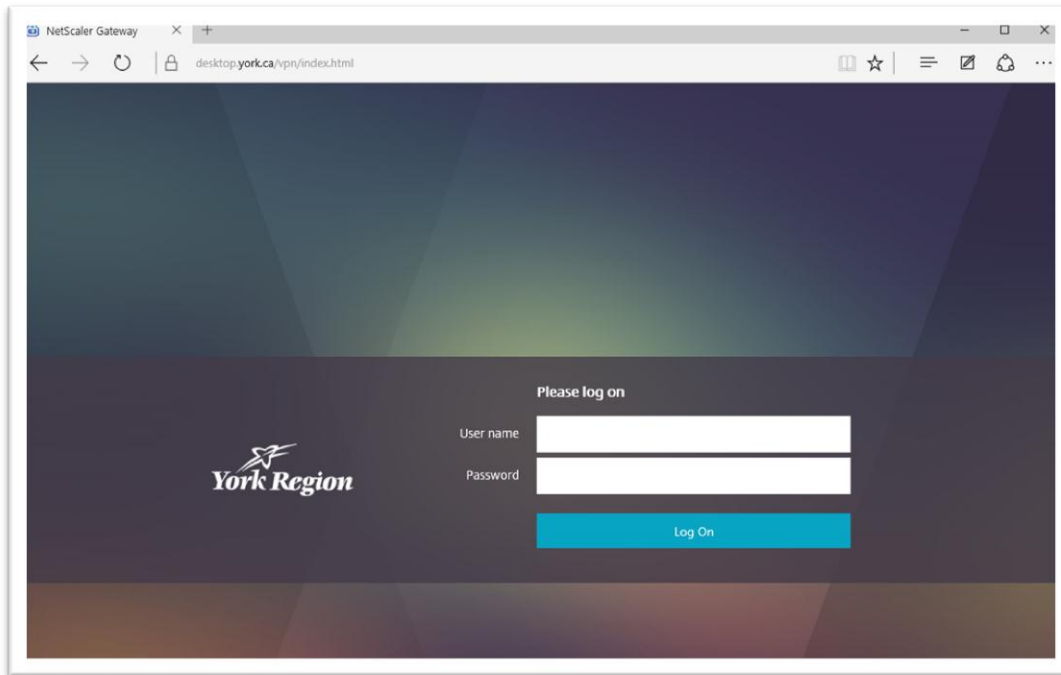 NetScaler Gateway
desktop.york.ca/vpn/index.html
Please log on
User name
Password
York Region
Log On